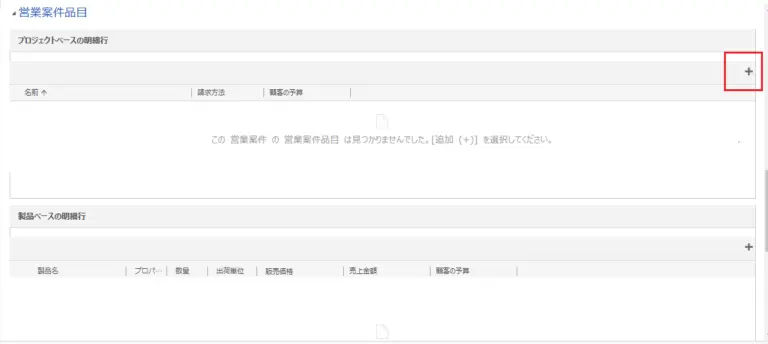 営業案件品目
プロジェクトベースの明細行
+
名前 ↑ 請求方法 顧客の予算
この 営業案件 の 営業案件品目 は見つかりませんでした。[追加 (+)] を選択してください。
製品ベースの明細行
+
製品名 プロパ… 数量 出荷単位 販売価格 売上金額 顧客の予算